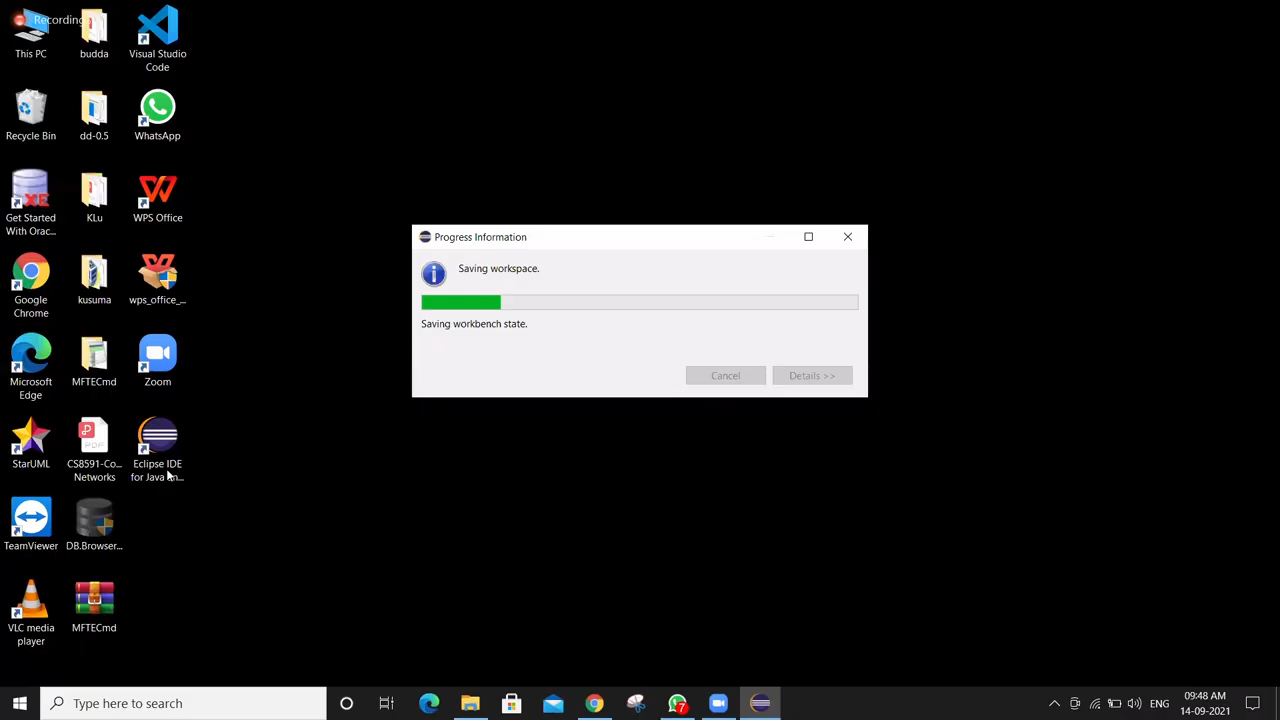 Recording
This PC
budda
Visual Studio
Code
Recycle Bin
dd-0.5
WhatsApp
Get Started
With Orac...
KLu
WPS Office
Google
Chrome
kusuma
wps_office_...
Microsoft
Edge
MFTECmd
Zoom
StarUML
PDF
CS8591-Co...
Networks
Eclipse IDE
for Java an...
TeamViewer
DB.Browser...
VLC media
player
MFTECmd
Progress Information
Saving workspace.
Saving workbench state.
Cancel
Details >>
Type here to search
7
ENG
09:48 AM
14-09-2021